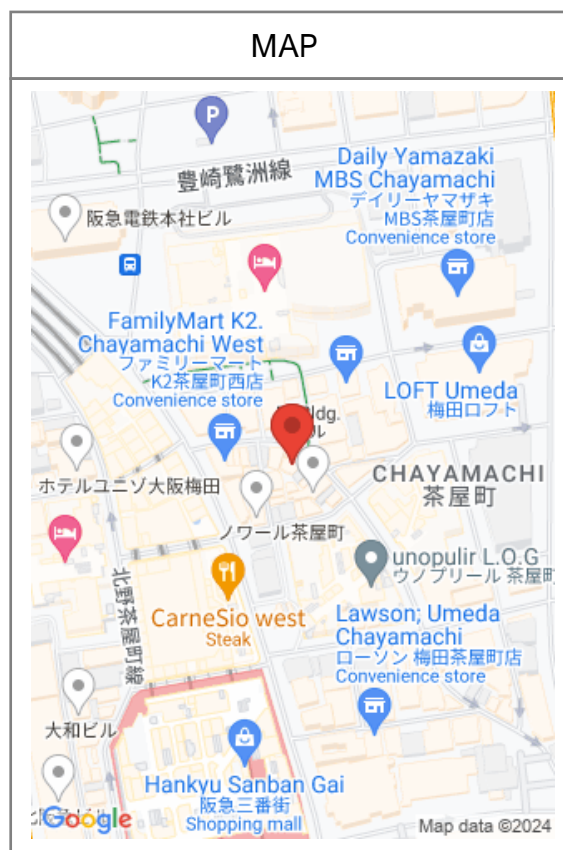 MAP
P
豊崎鷺洲線
Daily Yamazaki
MBS Chayamachi
デイリーヤマザキ
MBS茶屋町店
Convenience store
阪急電鉄本社ビル
FamilyMart K2.
Chayamachi West
ファミリーマート
K2茶屋町西店
Convenience store
LOFT Umeda
梅田ロフト
ldg.
ル
CHAYAMACHI
茶屋町
ホテルユニゾ大阪梅田
ノワール茶屋町
unopulir L.O.G
ウノプリール 茶屋町
北野茶屋町線
CarneSio west
Steak
Lawson; Umeda
Chayamachi
ローソン 梅田茶屋町店
Convenience store
大和ビル
Hankyu Sanban Gai
阪急三番街
Shopping mall
Google
Map data ©2024